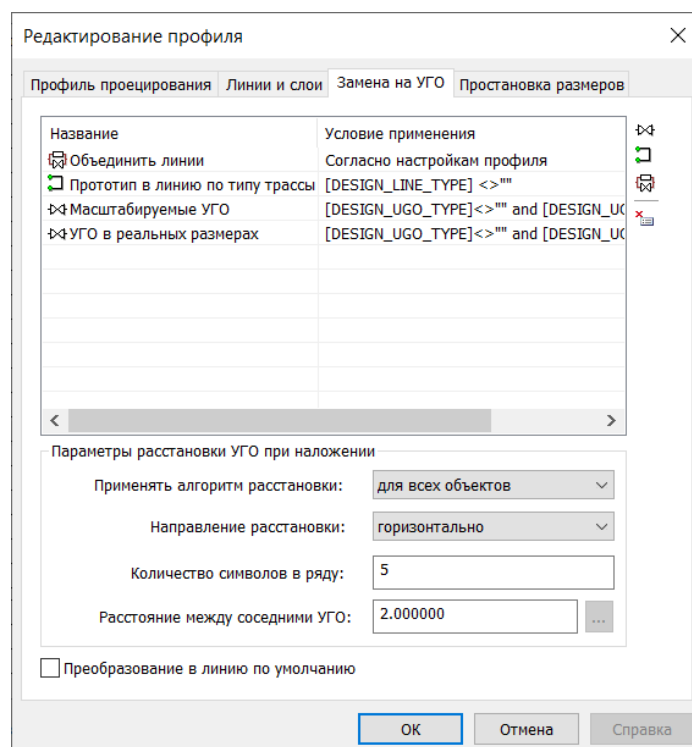 Редактирование профиля
Профиль проецирования Линии и слои Замена на УГО Простановка размеров
Название Условие применения
Объединить линии Согласно настройкам профиля
Прототип в линию по типу трассы [DESIGN_LINE_TYPE] <>""
Масштабируемые УГО [DESIGN_UGO_TYPE]<>"" and [DESIGN_U
УГО в реальных размерах [DESIGN_UGO_TYPE]<>"" and [DESIGN_U
Параметры расстановки УГО при наложении
Применять алгоритм расстановки: для всех объектов
Направление расстановки: горизонтально
Количество символов в ряду: 5
Расстояние между соседними УГО: 2.000000 ...
Преобразование в линию по умолчанию
ОК Отмена Справка